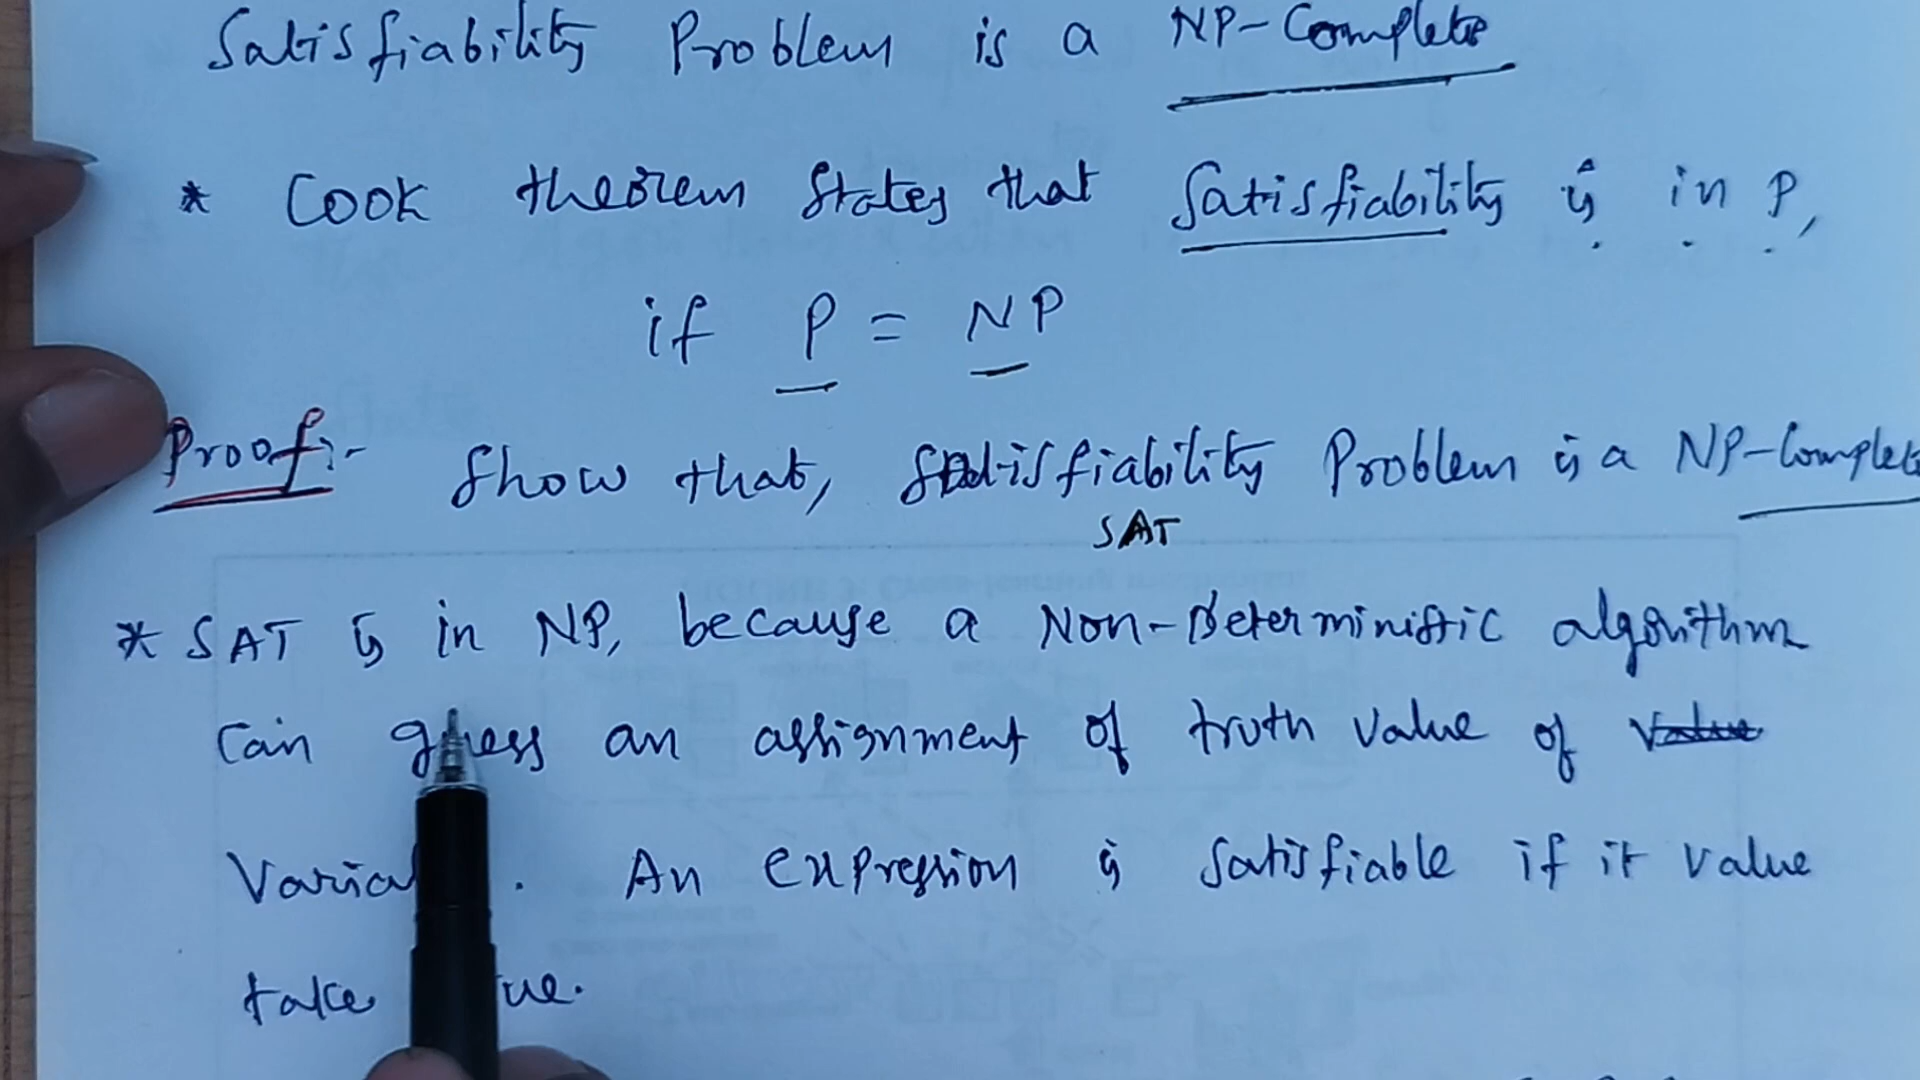 Satisfiability Problem is a NP-Complete
* Cook theorem states that Satisfiability is in P,
if P = NP
Proof:- Show that, Satisfiability Problem is a NP-Complete
SAT
* SAT is in NP, because a Non-Deterministic algorithm
can guess an assignment of truth value of
. An expression is satisfiable if it value
take